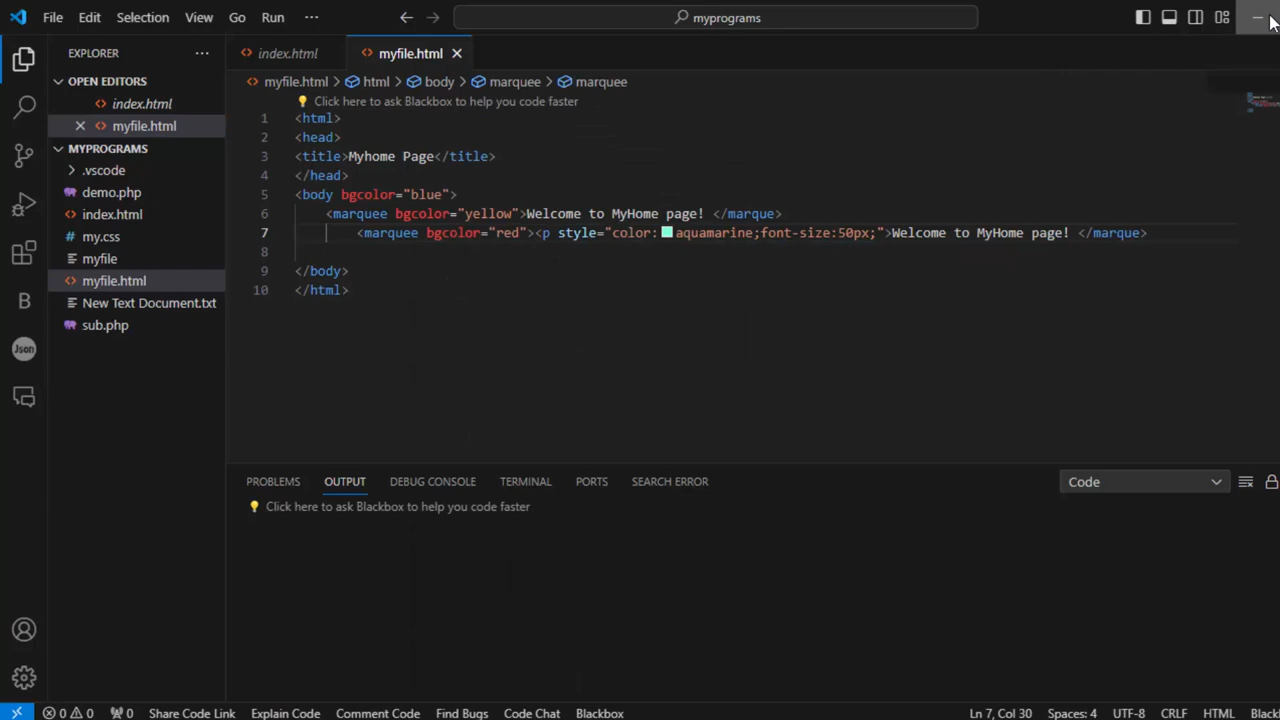 File Edit Selection View Go Run ···
myprograms
EXPLORER ···
OPEN EDITORS
index.html
myfile.html
MYPROGRAMS
.vscode
demo.php
index.html
my.css
myfile
myfile.html
New Text Document.txt
sub.php
B
Json
index.html myfile.html
myfile.html > html > body > marquee > marquee
Click here to ask Blackbox to help you code faster
1 <html>
2 <head>
3 <title>Myhome Page</title>
4 </head>
5 <body bgcolor="blue">
6 <marquee bgcolor="yellow">Welcome to MyHome page! </marque>
7 <marquee bgcolor="red"><p style="color:aquamarine;font-size:50px;">Welcome to MyHome page! </marque>
8
9 </body>
10 </html>
PROBLEMS OUTPUT DEBUG CONSOLE TERMINAL PORTS SEARCH ERROR
Code
Click here to ask Blackbox to help you code faster
0 0 0 Share Code Link Explain Code Comment Code Find Bugs Code Chat Blackbox Ln 7, Col 30 Spaces: 4 UTF-8 CRLF HTML Black